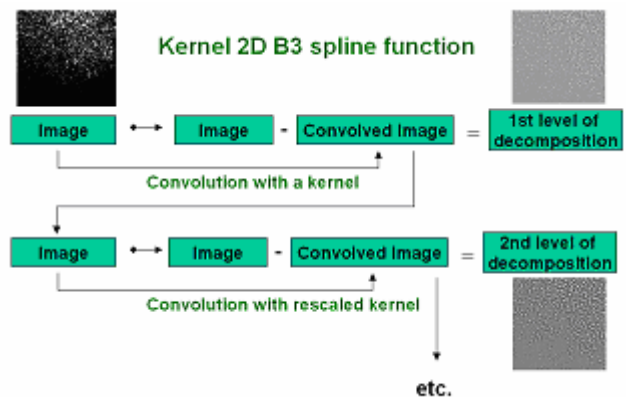 Kernel 2D B3 spline function
Image
Image
-
Convolved Image
=
1st level of
decomposition
Convolution with a kernel
Image
Image
-
Convolved Image
=
2nd level of
decomposition
Convolution with rescaled kernel
etc.